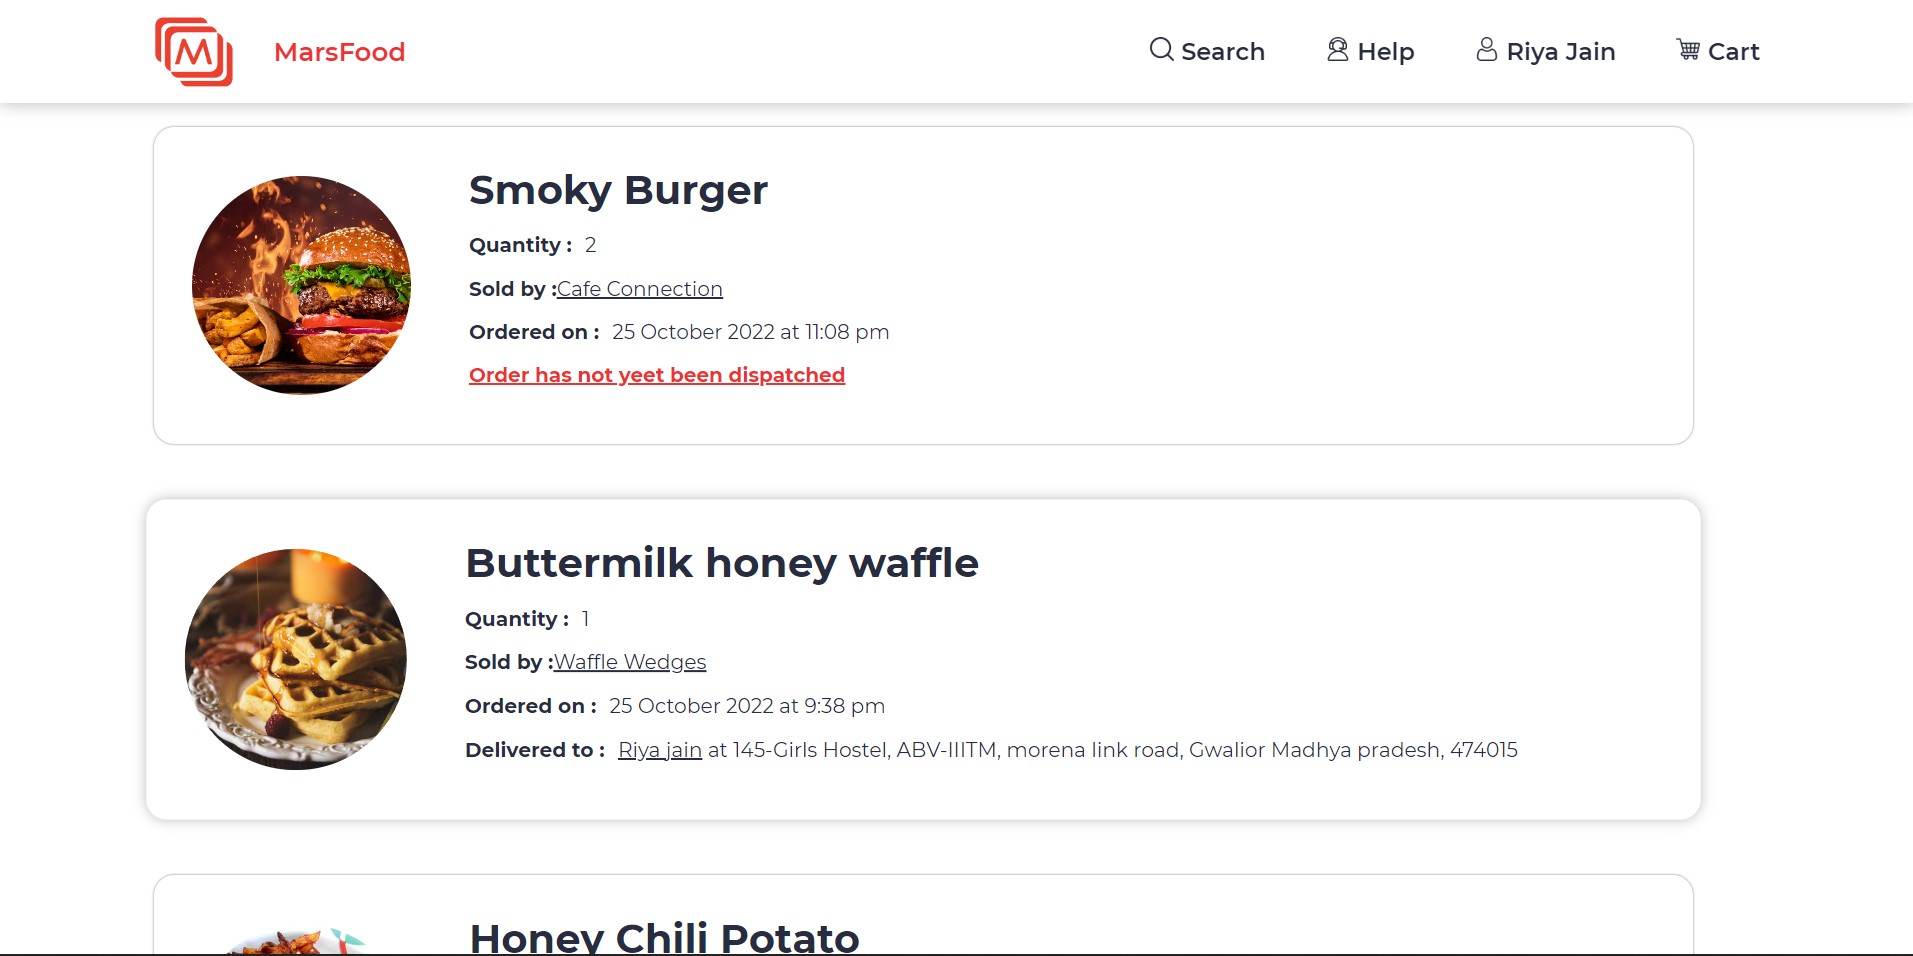 M MarsFood Search Help Riya Jain Cart
Smoky Burger
Quantity : 2
Sold by :Cafe Connection
Ordered on : 25 October 2022 at 11:08 pm
Order has not yeet been dispatched
Buttermilk honey waffle
Quantity : 1
Sold by :Waffle Wedges
Ordered on : 25 October 2022 at 9:38 pm
Delivered to : Riya jain at 145-Girls Hostel, ABV-IIITM, morena link road, Gwalior Madhya pradesh, 474015
Honey Chili Potato